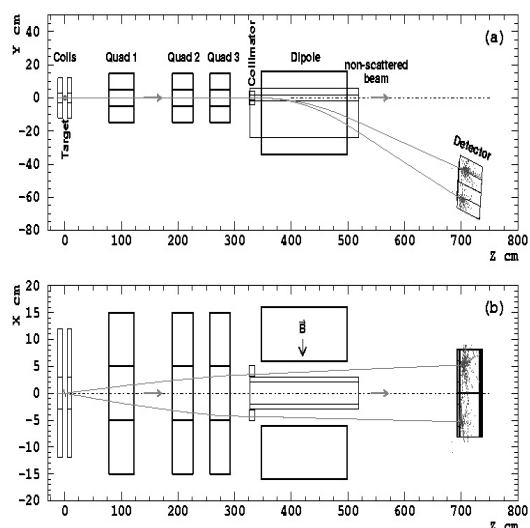 Y cm
40
20
0
-20
-40
-60
-80
(a)
Coils
Quad 1
Quad 2
Quad 3
Collimator
Dipole
non-scattered
beam
Target
Detector
0
100
200
300
400
500
600
700
800
Z cm
X cm
20
15
10
5
0
-5
-10
-15
-20
(b)
B
0
100
200
300
400
500
600
700
800
Z cm